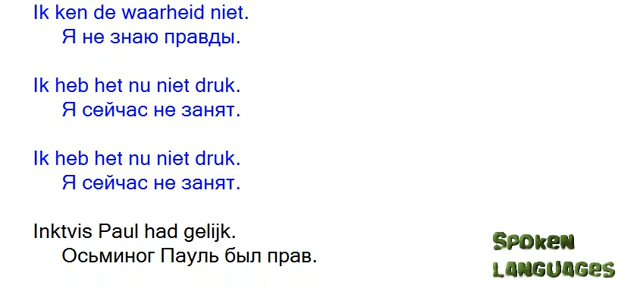 Ik ken de waarheid niet.
Я не знаю правды.
Ik heb het nu niet druk.
Я сейчас не занят.
Ik heb het nu niet druk.
Я сейчас не занят.
Inktvis Paul had gelijk.
Осьминог Пауль был прав.
Spoken
Languages